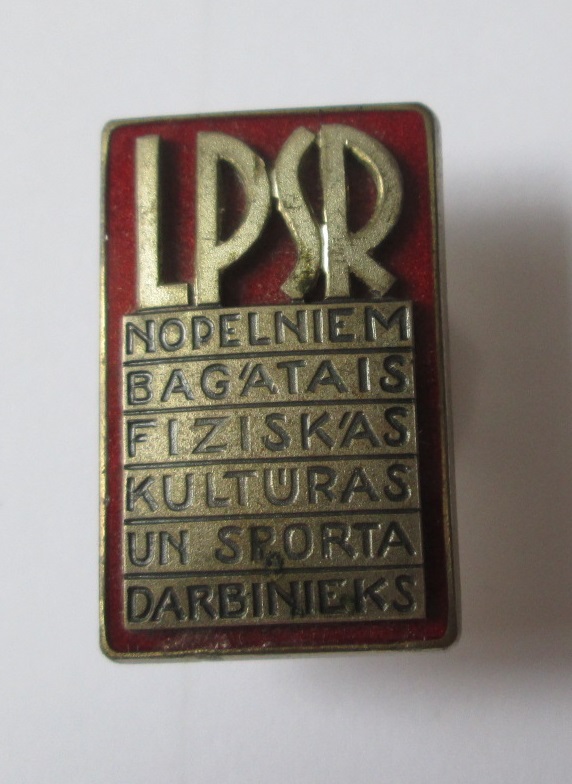 LPSR
NOPELNIEM
BAGĀTAIS
FIZISKĀS
KULTŪRAS
UN SPORTA
DARBINIEKS